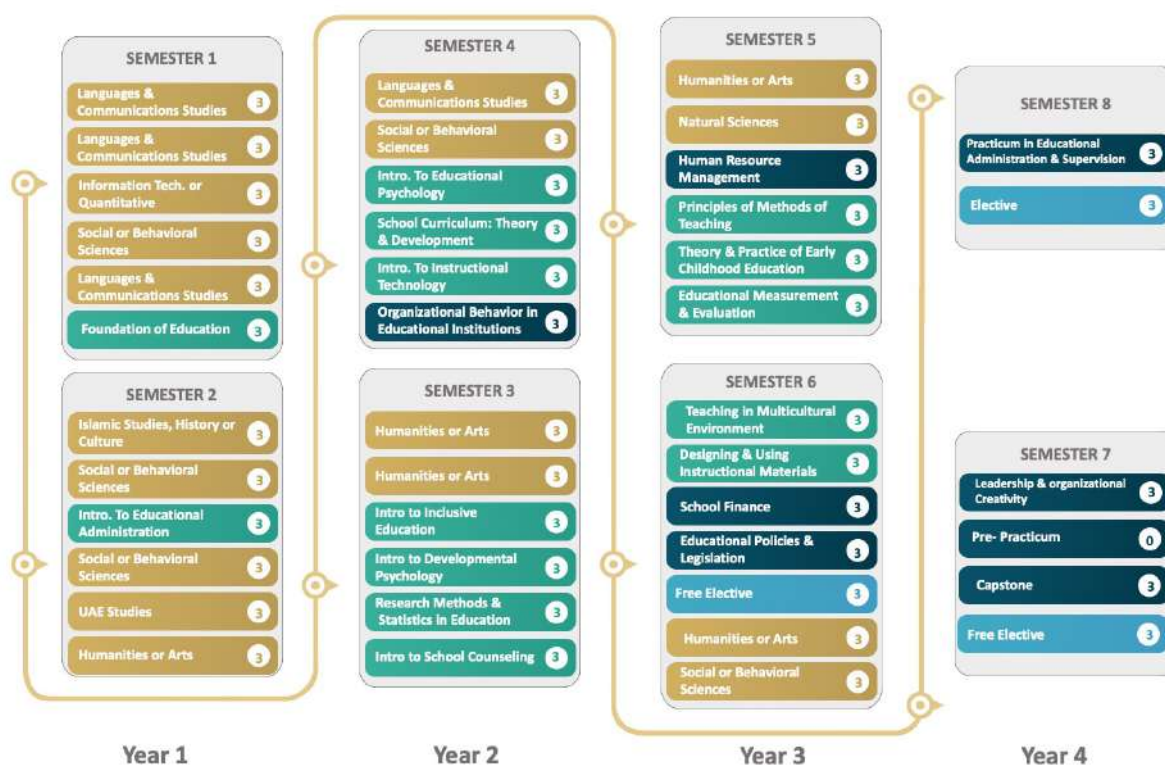 SEMESTER 1
Languages &
Communications Studies 3
Languages &
Communications Studies 3
Information Tech. or
Quantitative 3
Social or Behavioral
Sciences 3
Languages &
Communications Studies 3
Foundation of Education 3
SEMESTER 2
Islamic Studies, History or
Culture 3
Social or Behavioral
Sciences 3
Intro. To Educational
Administration 3
Social or Behavioral
Sciences 3
UAE Studies 3
Humanities or Arts 3
SEMESTER 4
Languages &
Communications Studies 3
Social or Behavioral
Sciences 3
Intro. To Educational
Psychology 3
School Curriculum: Theory
& Development 3
Intro. To Instructional
Technology 3
Organizational Behavior in
Educational Institutions 3
SEMESTER 3
Humanities or Arts 3
Humanities or Arts 3
Intro to Inclusive
Education 3
Intro to Developmental
Psychology 3
Research Methods &
Statistics in Education 3
Intro to School Counseling 3
SEMESTER 5
Humanities or Arts 3
Natural Sciences 3
Human Resource
Management 3
Principles of Methods of
Teaching 3
Theory & Practice of Early
Childhood Education 3
Educational Measurement
& Evaluation 3
SEMESTER 6
Teaching in Multicultural
Environment 3
Designing & Using
Instructional Materials 3
School Finance 3
Educational Policies &
Legislation 3
Free Elective 3
Humanities or Arts 3
Social or Behavioral
Sciences 3
SEMESTER 8
Practicum in Educational
Administration & Supervision 3
Elective 3
SEMESTER 7
Leadership & organizational
Creativity 3
Pre- Practicum 0
Capstone 3
Free Elective 3
Year 1
Year 2
Year 3
Year 4